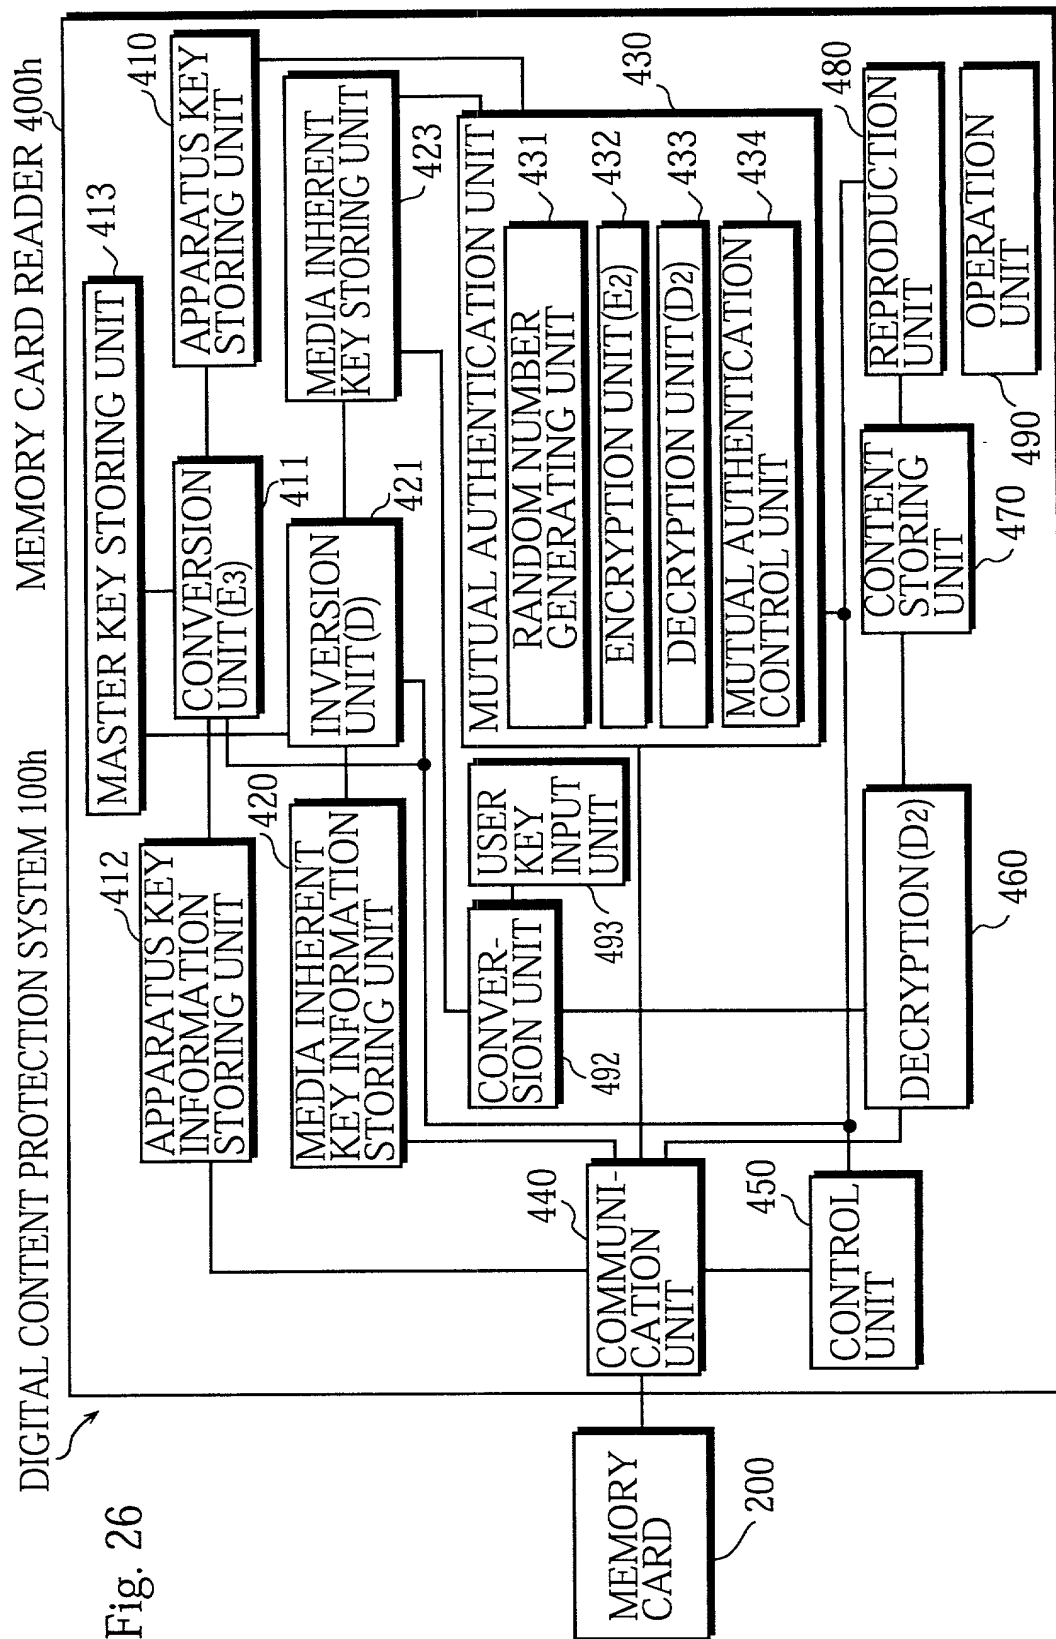 Fig. 26
DIGITAL CONTENT PROTECTION SYSTEM 100h
MEMORY CARD READER 400h
MEMORY
CARD
200
412
APPARATUS KEY
INFORMATION
STORING UNIT
MASTER KEY STORING UNIT
413
CONVERSION
UNIT(E3)
411
410
APPARATUS KEY
STORING UNIT
420
MEDIA INHERENT
KEY INFORMATION
STORING UNIT
INVERSION
UNIT(D)
421
MEDIA INHERENT
KEY STORING UNIT
423
CONVER-
SION UNIT
492
USER
KEY
INPUT
UNIT
493
MUTUAL AUTHENTICATION UNIT
430
RANDOM NUMBER
GENERATING UNIT
431
ENCRYPTION UNIT(E2)
432
DECRYPTION UNIT(D2)
433
MUTUAL AUTHENTICATION
CONTROL UNIT
434
440
COMMUNI-
CATION
UNIT
450
CONTROL
UNIT
DECRYPTION(D2)
460
CONTENT
STORING
UNIT
470
480
REPRODUCTION
UNIT
490
OPERATION
UNIT